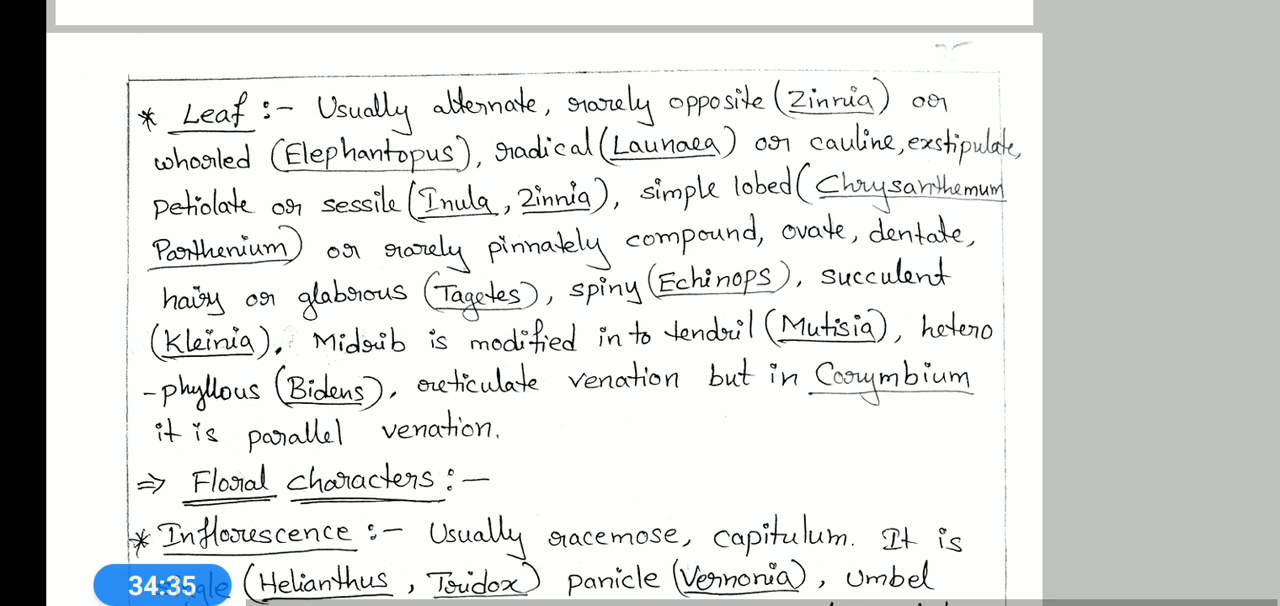 * Leaf :- Usually alternate, rarely opposite (Zinnia) or
whorled (Elephantopus), radical (Launaea) or cauline, exstipulate,
Petiolate or sessile (Inula, Zinnia), simple lobed (Chrysanthemum
Parthenium) or rarely pinnately compound, ovate, dentate,
hairy or glabrous (Tagetes), spiny (Echinops), succulent
(Kleinia). Midrib is modified in to tendril (Mutisia), hetero
-phyllous (Bidens), reticulate venation but in Corymbium
it is parallel venation.
⇒ Floral characters :-
* Inflorescence :- Usually racemose, capitulum. It is
(Helianthus, Tridox) panicle (Vernonia), Umbel
34:35